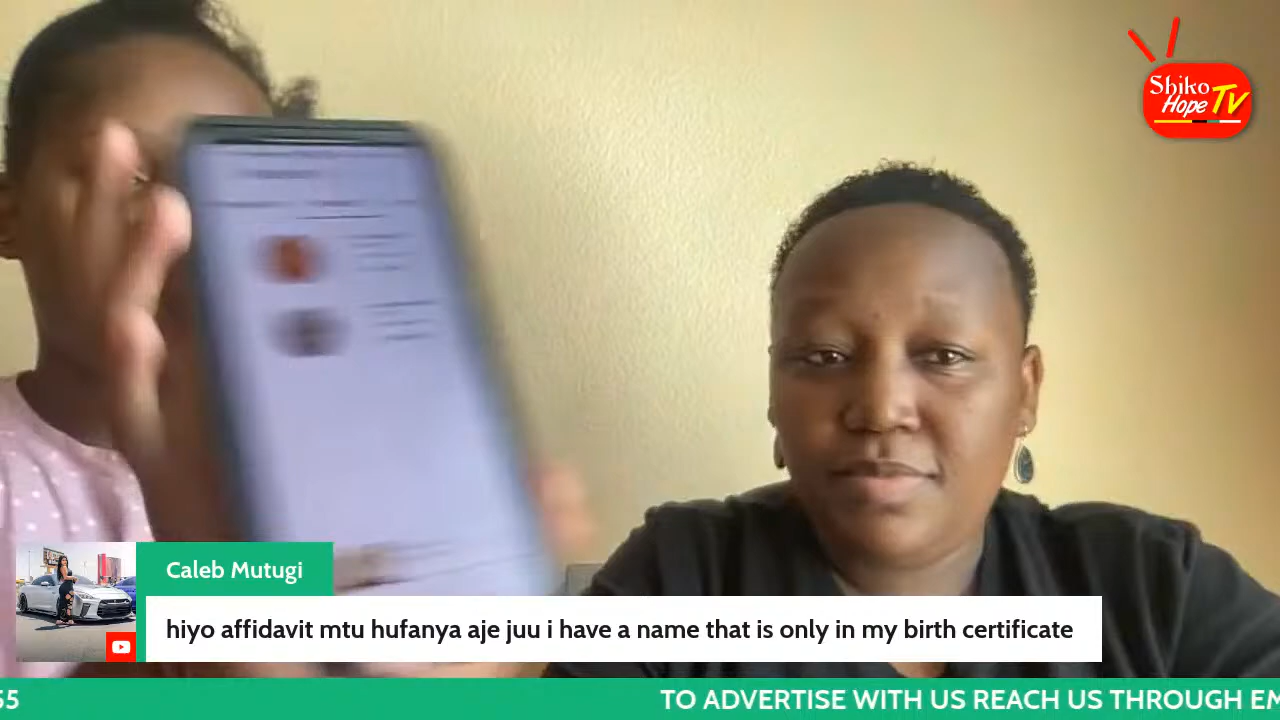 Shiko
Hope TV
Caleb Mutugi
hiyo affidavit mtu hufanya aje juu i have a name that is only in my birth certificate
55
TO ADVERTISE WITH US REACH US THROUGH EM